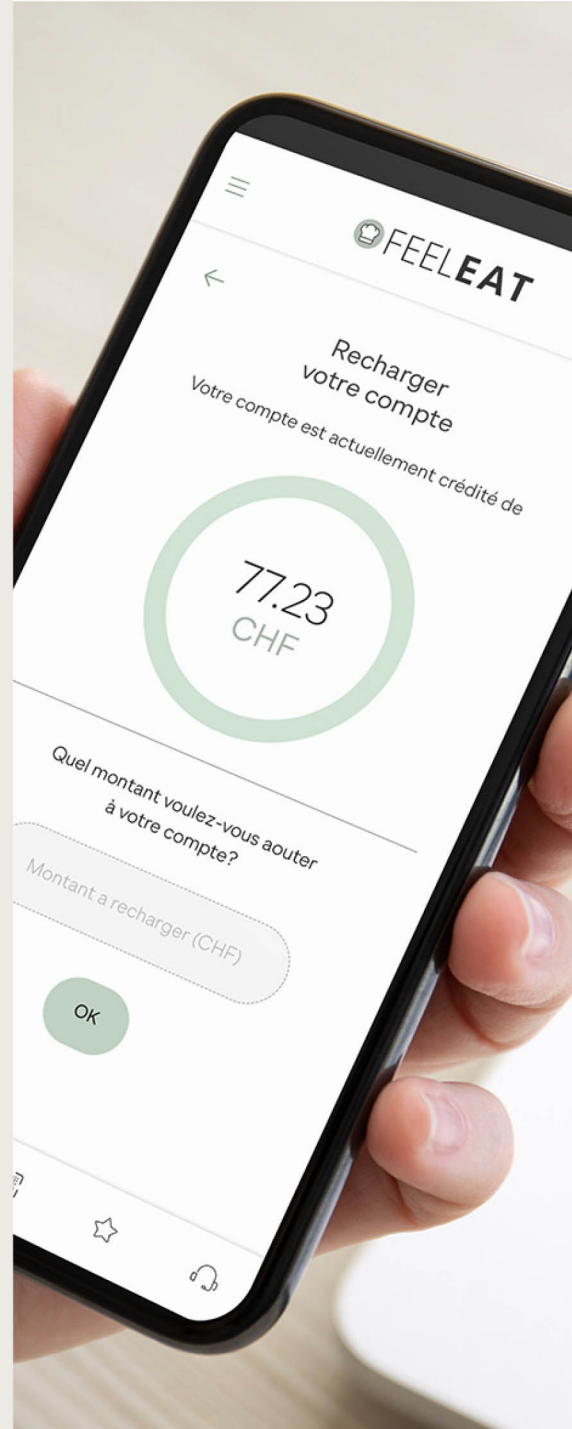 FEELEAT
Recharger
votre compte
Votre compte est actuellement crédité de
77.23
CHF
Quel montant voulez-vous aouter
à votre compte?
Montant a recharger (CHF)
OK